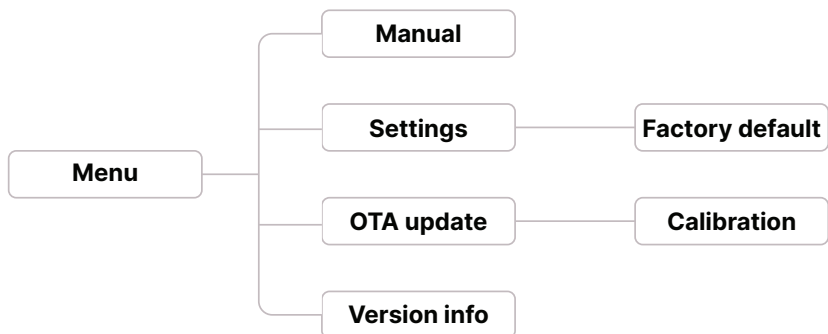 Manual
Settings
Factory default
Menu
OTA update
Calibration
Version info